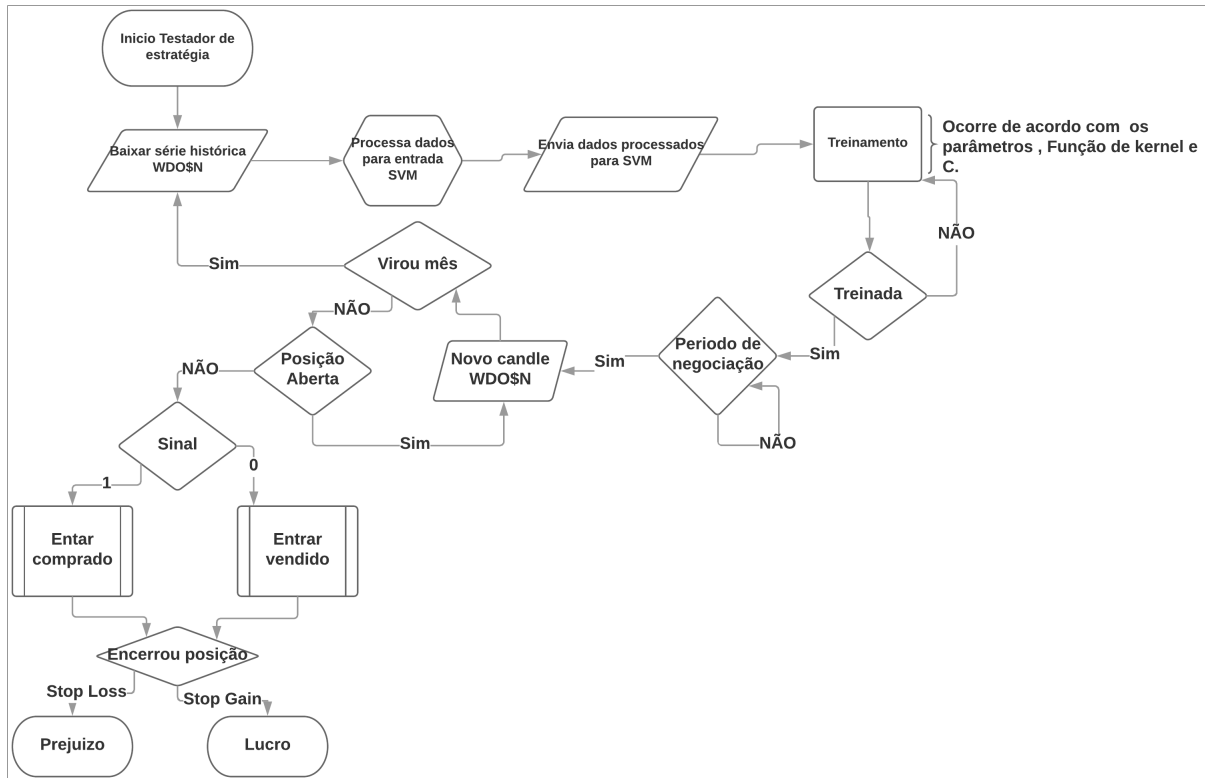 Inicio Testador de
estratégia
Baixar série histórica
WDO$N
Processa dados
para entrada
SVM
Envia dados processados
para SVM
Treinamento
Ocorre de acordo com os
parâmetros , Função de kernel e
C.
NÃO
Treinada
Sim
Periodo de
negociação
NÃO
Sim
Novo candle
WDO$N
Virou mês
Sim
NÃO
Posição
Aberta
Sim
NÃO
Sinal
1
0
Entar
comprado
Entrar
vendido
Encerrou posição
Stop Loss
Stop Gain
Prejuizo
Lucro